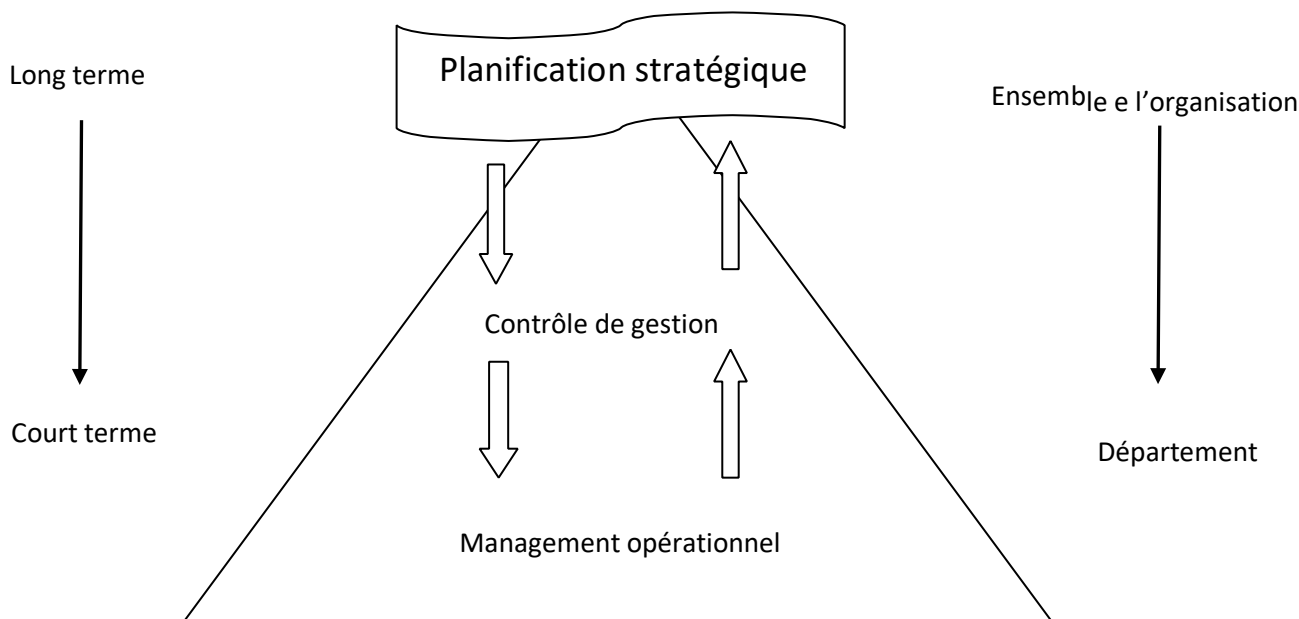 Planification stratégique
Long terme
Ensemble e l’organisation
Contrôle de gestion
Court terme
Département
Management opérationnel